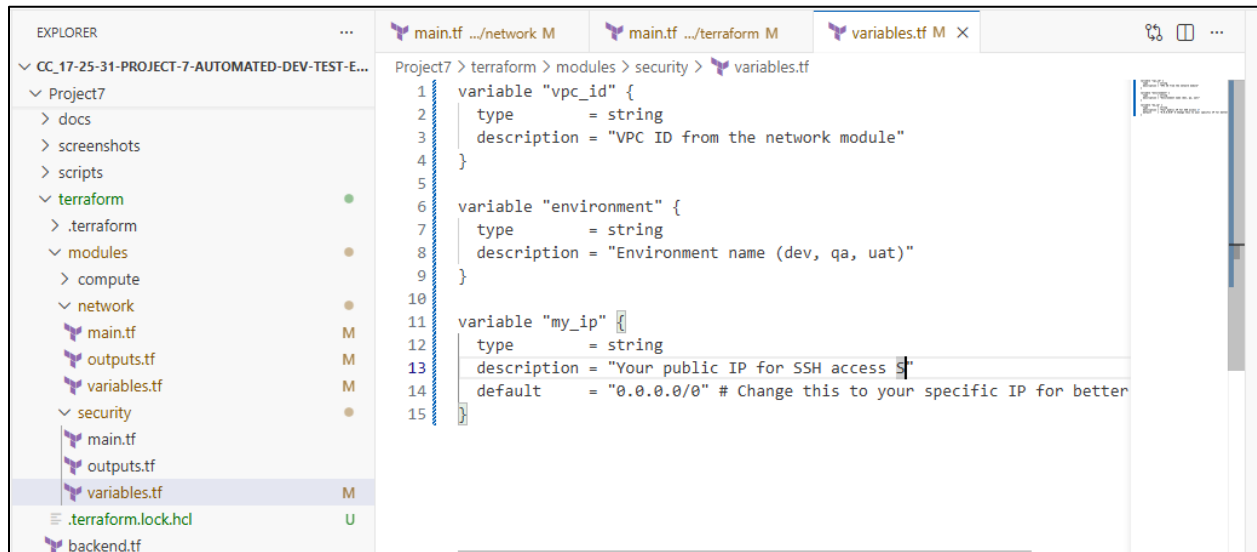 EXPLORER
...
CC_17-25-31-PROJECT-7-AUTOMATED-DEV-TEST-E...
Project7
docs
screenshots
scripts
terraform
.terraform
modules
compute
network
main.tf M
outputs.tf M
variables.tf M
security
main.tf
outputs.tf
variables.tf M
.terraform.lock.hcl U
backend.tf
main.tf .../network M
main.tf .../terraform M
variables.tf M
Project7 > terraform > modules > security > variables.tf
1 variable "vpc_id" {
2 type = string
3 description = "VPC ID from the network module"
4 }
5
6 variable "environment" {
7 type = string
8 description = "Environment name (dev, qa, uat)"
9 }
10
11 variable "my_ip" {
12 type = string
13 description = "Your public IP for SSH access S"
14 default = "0.0.0.0/0" # Change this to your specific IP for better
15 }